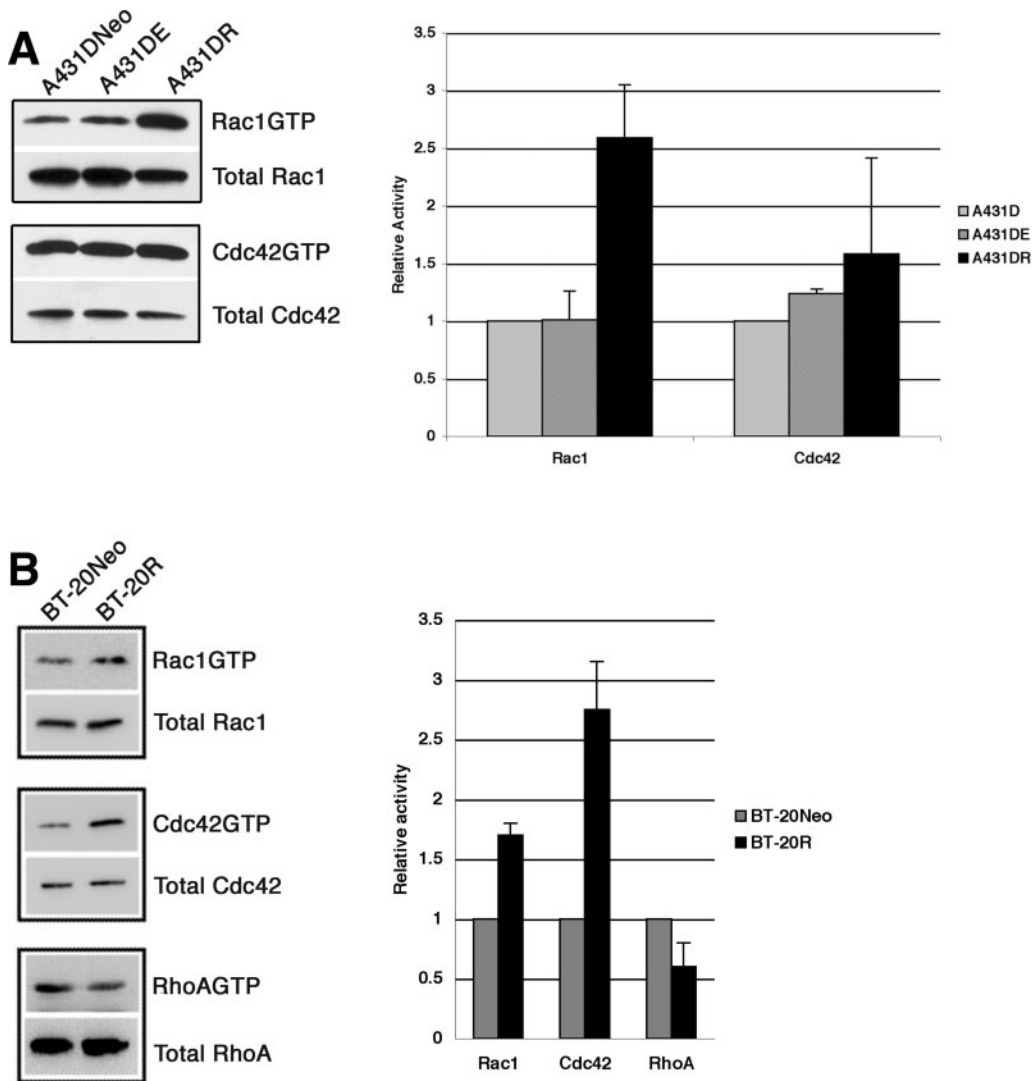 A
A431DNeo
A431DE
A431DR
Rac1GTP
Total Rac1
Cdc42GTP
Total Cdc42
3.5
3
2.5
2
1.5
1
0.5
0
Relative Activity
Rac1
Cdc42
A431D
A431DE
A431DR
B
BT-20Neo
BT-20R
Rac1GTP
Total Rac1
Cdc42GTP
Total Cdc42
RhoAGTP
Total RhoA
3.5
3
2.5
2
1.5
1
0.5
0
Relative activity
Rac1
Cdc42
RhoA
BT-20Neo
BT-20R